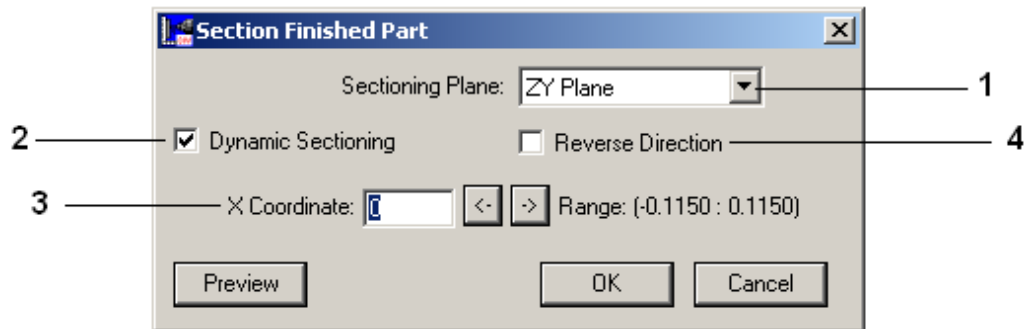 Section Finished Part
Sectioning Plane: ZY Plane 1
2 Dynamic Sectioning Reverse Direction 4
3 X Coordinate: 0 <- -> Range: (-0.1150 : 0.1150)
Preview OK Cancel